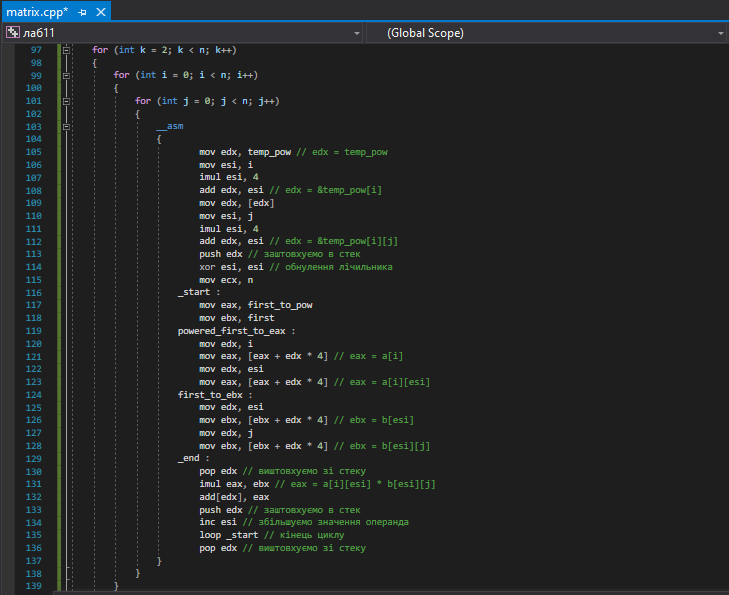 matrix.cpp*
ла611
(Global Scope)
97 for (int k = 2; k < n; k++)
98 {
99 for (int i = 0; i < n; i++)
100 {
101 for (int j = 0; j < n; j++)
102 {
103 __asm
104 {
105 mov edx, temp_pow // edx = temp_pow
106 mov esi, i
107 imul esi, 4
108 add edx, esi // edx = &temp_pow[i]
109 mov edx, [edx]
110 mov esi, j
111 imul esi, 4
112 add edx, esi // edx = &temp_pow[i][j]
113 push edx // заштовхуємо в стек
114 xor esi, esi // обнулення лічильника
115 mov ecx, n
116 _start :
117 mov eax, first_to_pow
118 mov ebx, first
119 powered_first_to_eax :
120 mov edx, i
121 mov eax, [eax + edx * 4] // eax = a[i]
122 mov edx, esi
123 mov eax, [eax + edx * 4] // eax = a[i][esi]
124 first_to_ebx :
125 mov edx, esi
126 mov ebx, [ebx + edx * 4] // ebx = b[esi]
127 mov edx, j
128 mov ebx, [ebx + edx * 4] // ebx = b[esi][j]
129 _end :
130 pop edx // виштовхуємо зі стеку
131 imul eax, ebx // eax = a[i][esi] * b[esi][j]
132 add[edx], eax
133 push edx // заштовхуємо в стек
134 inc esi // збільшуємо значення операнда
135 loop _start // кінець циклу
136 pop edx // виштовхуємо зі стеку
137 }
138 }
139 }